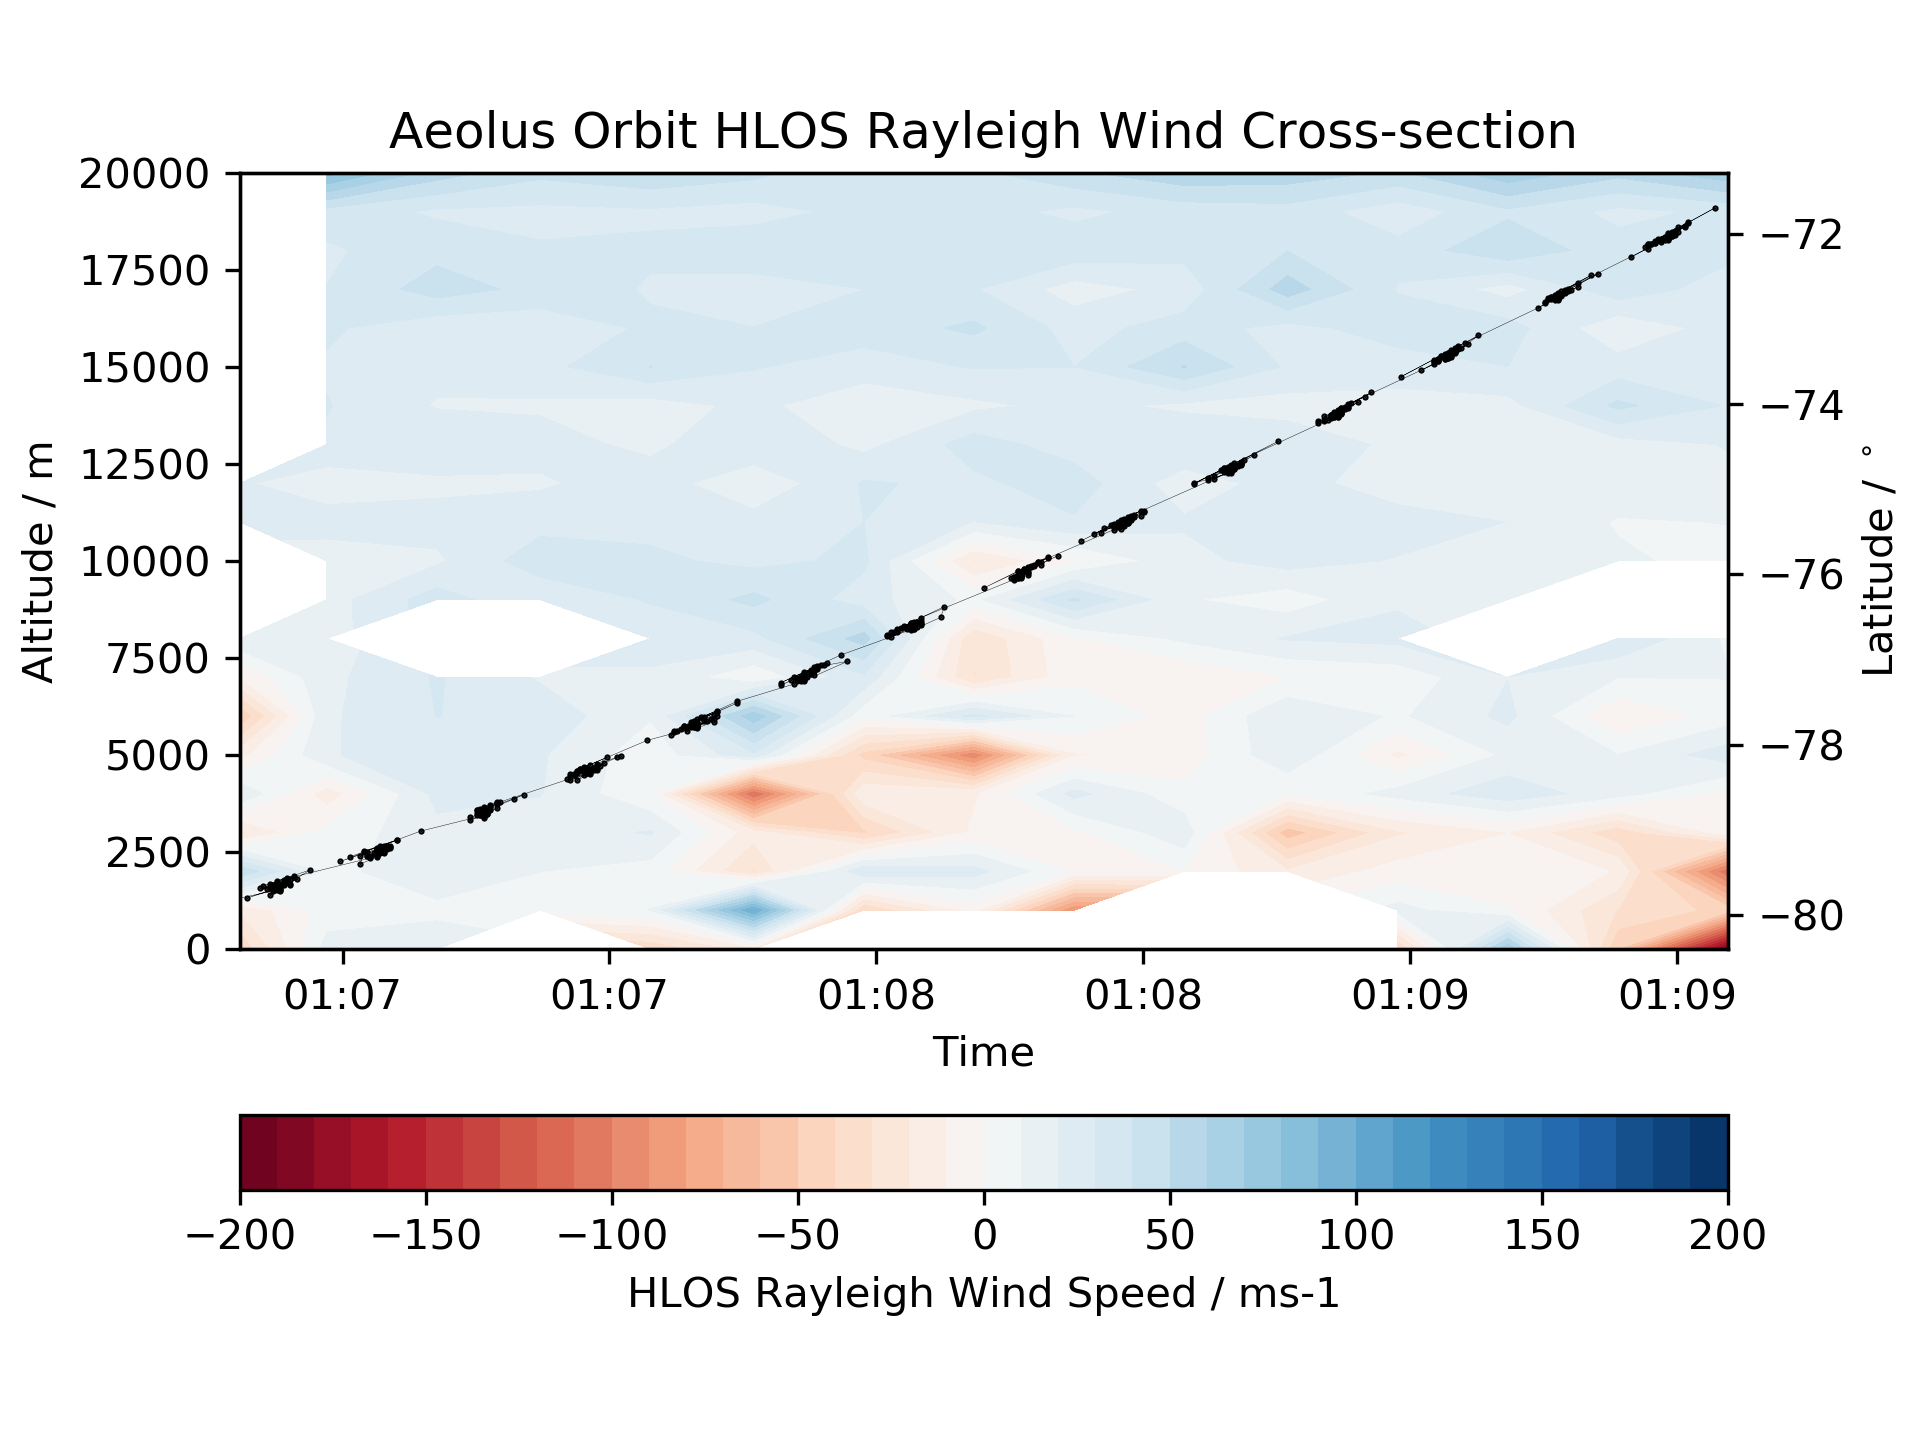 Aeolus Orbit HLOS Rayleigh Wind Cross-section
20000
17500
15000
12500
10000
7500
5000
2500
0
Altitude / m
−72
−74
−76
−78
−80
Latitude / °
01:07 01:07 01:08 01:08 01:09 01:09
Time
−200 −150 −100 −50 0 50 100 150 200
HLOS Rayleigh Wind Speed / ms-1